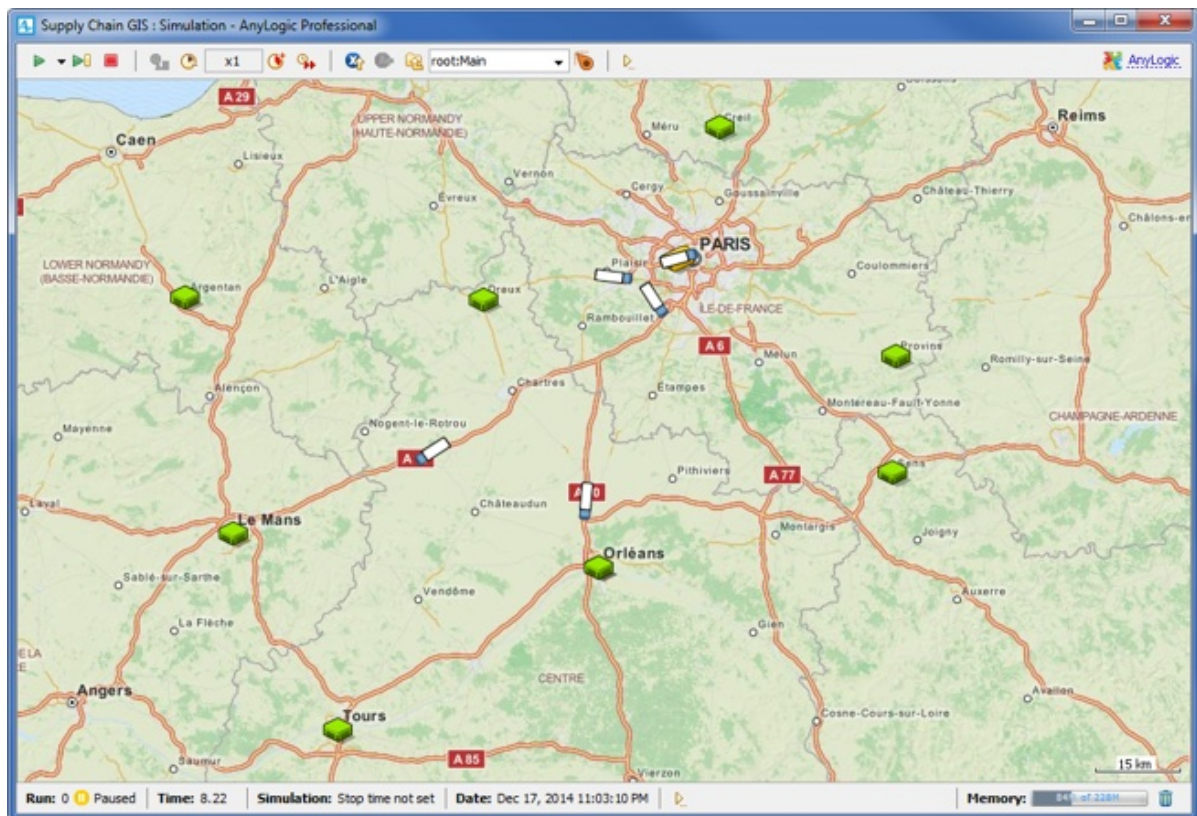 Supply Chain GIS : Simulation - AnyLogic Professional
x1
root:Main
AnyLogic
A 29
UPPER NORMANDY
(HAUTE-NORMANDIE)
Creil
Reims
Caen
Méru
Lisieux
Vernon
Cergy
Goussainville
Château-Thierry
Évreux
Châlons-en
PARIS
LOWER NORMANDY
(BASSE-NORMANDIE)
Plaisir
Coulommiers
L'Aigle
Argentan
Dreux
ÎLE-DE-FRANCE
Rambouillet
A 6
Provins
Melun
Romilly-sur-Seine
Chartres
Étampes
Alençon
Montereau-Fault-Yonne
CHAMPAGNE-ARDENNE
Nogent-le-Rotrou
Mayenne
A
Sens
Pithiviers
A 77
Laval
Châteaudun
Le Mans
Montargis
Joigny
Orléans
Sablé-sur-Sarthe
Vendôme
Auxerre
La Flèche
Gien
CENTRE
Angers
Avallon
Tours
Cosne-Cours-sur-Loire
A 85
Saumur
Vierzon
15 km
Run: 0 Paused Time: 8.22 Simulation: Stop time not set Date: Dec 17, 2014 11:03:10 PM Memory: